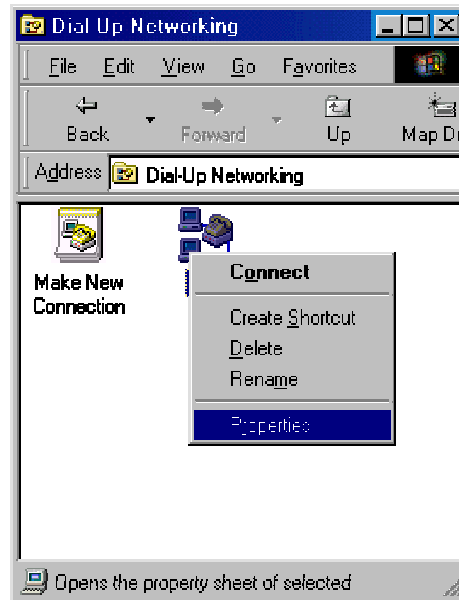 Dial Up Networking
File Edit View Go Favorites
Back Forward Up Map D
Address Dial-Up Networking
Make New
Connection
Connect
Create Shortcut
Delete
Rename
Properties
Opens the property sheet of selected